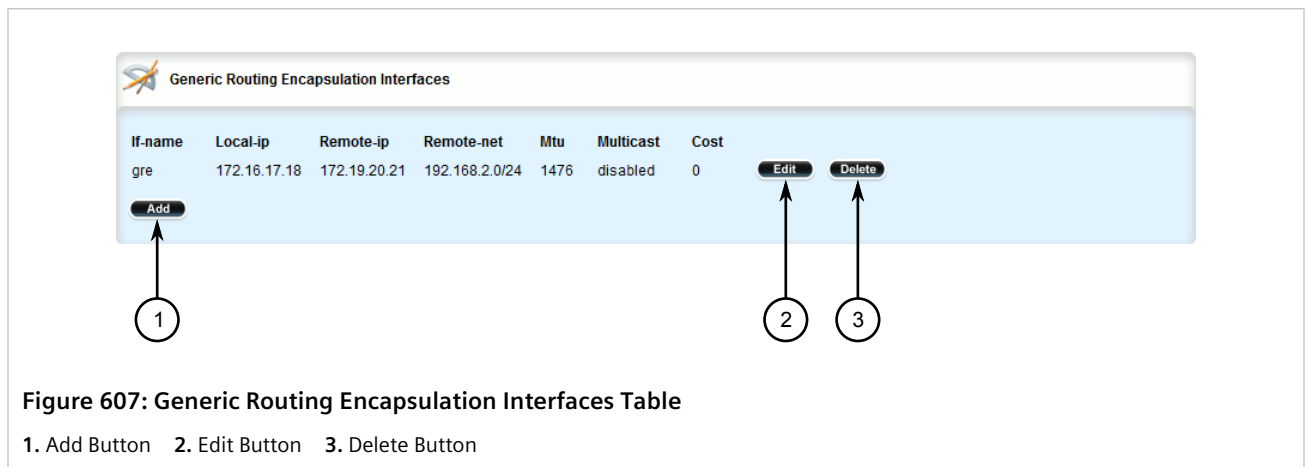 Generic Routing Encapsulation Interfaces
If-name Local-ip Remote-ip Remote-net Mtu Multicast Cost
gre 172.16.17.18 172.19.20.21 192.168.2.0/24 1476 disabled 0 Edit Delete
Add
1 2 3
Figure 607: Generic Routing Encapsulation Interfaces Table
1. Add Button 2. Edit Button 3. Delete Button